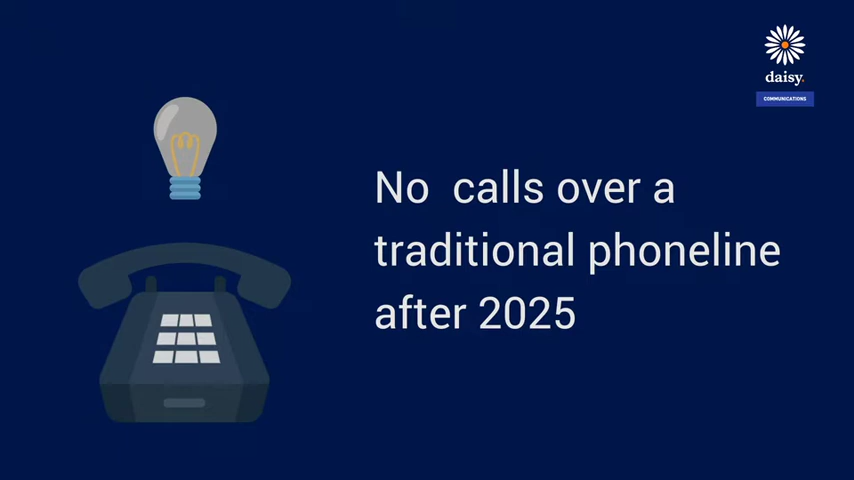 daisy.
COMMUNICATIONS
No calls over a
traditional phoneline
after 2025